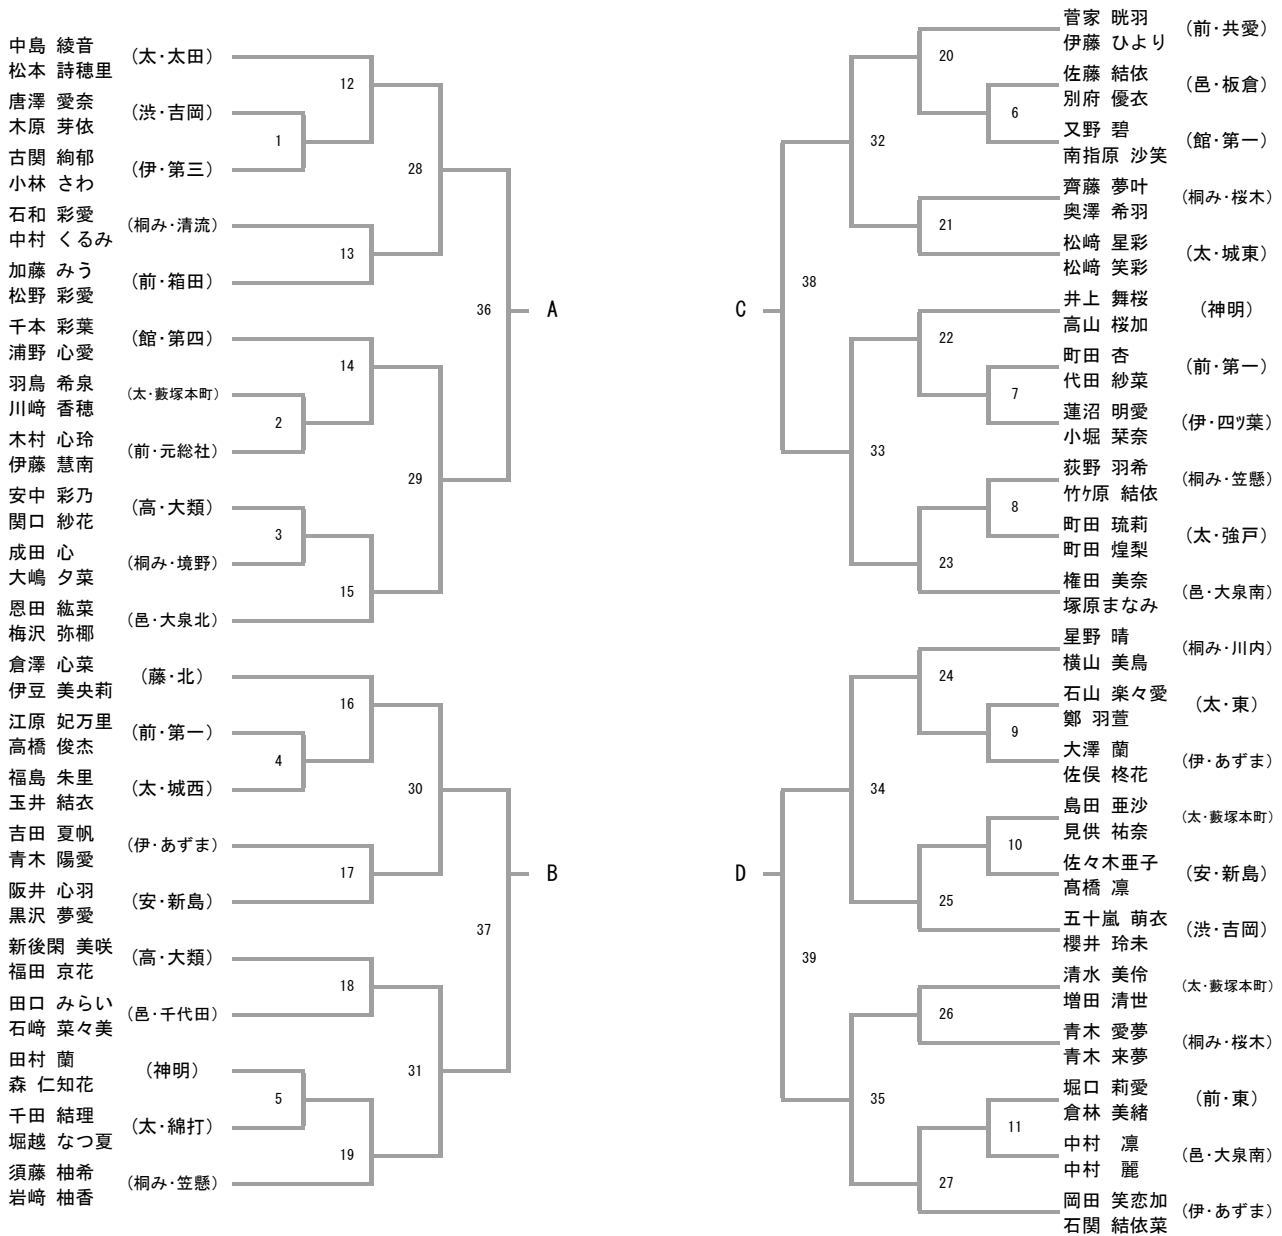 中島 綾音
松本 詩穂里
(太・太田)
唐澤 愛奈
木原 芽依
(渋・吉岡)
古関 絢郁
小林 さわ
(伊・第三)
石和 彩愛
中村 くるみ
(桐み・清流)
加藤 みう
松野 彩愛
(前・箱田)
千本 彩葉
浦野 心愛
(館・第四)
羽鳥 希泉
川﨑 香穂
(太・藪塚本町)
木村 心玲
伊藤 慧南
(前・元総社)
安中 彩乃
関口 紗花
(高・大類)
成田 心
大嶋 夕菜
(桐み・境野)
恩田 紘菜
梅沢 弥椰
(邑・大泉北)
倉澤 心菜
伊豆 美央莉
(藤・北)
江原 妃万里
高橋 俊杰
(前・第一)
福島 朱里
玉井 結衣
(太・城西)
吉田 夏帆
青木 陽愛
(伊・あずま)
阪井 心羽
黒沢 夢愛
(安・新島)
新後閑 美咲
福田 京花
(高・大類)
田口 みらい
石﨑 菜々美
(邑・千代田)
田村 蘭
森 仁知花
(神明)
千田 結理
堀越 なつ夏
(太・綿打)
須藤 柚希
岩﨑 柚香
(桐み・笠懸)
1
2
3
4
5
12
13
14
15
16
17
18
19
28
29
30
31
36
37
A
B
C
D
38
39
32
33
34
35
20
21
22
23
24
25
26
27
6
7
8
9
10
11
菅家 晄羽
伊藤 ひより
(前・共愛)
佐藤 結依
別府 優衣
(邑・板倉)
又野 碧
南指原 沙笑
(館・第一)
齊藤 夢叶
奥澤 希羽
(桐み・桜木)
松﨑 星彩
松﨑 笑彩
(太・城東)
井上 舞桜
高山 桜加
(神明)
町田 杏
代田 紗菜
(前・第一)
蓮沼 明愛
小堀 栞奈
(伊・四ﾂ葉)
荻野 羽希
竹ｹ原 結依
(桐み・笠懸)
町田 琉莉
町田 煌梨
(太・強戸)
権田 美奈
塚原まなみ
(邑・大泉南)
星野 晴
横山 美鳥
(桐み・川内)
石山 楽々愛
鄭 羽萱
(太・東)
大澤 蘭
佐俣 柊花
(伊・あずま)
島田 亜沙
見供 祐奈
(太・藪塚本町)
佐々木亜子
髙橋 凛
(安・新島)
五十嵐 萌衣
櫻井 玲未
(渋・吉岡)
清水 美伶
増田 清世
(太・藪塚本町)
青木 愛夢
青木 来夢
(桐み・桜木)
堀口 莉愛
倉林 美緒
(前・東)
中村 凛
中村 麗
(邑・大泉南)
岡田 笑恋加
石関 結依菜
(伊・あずま)